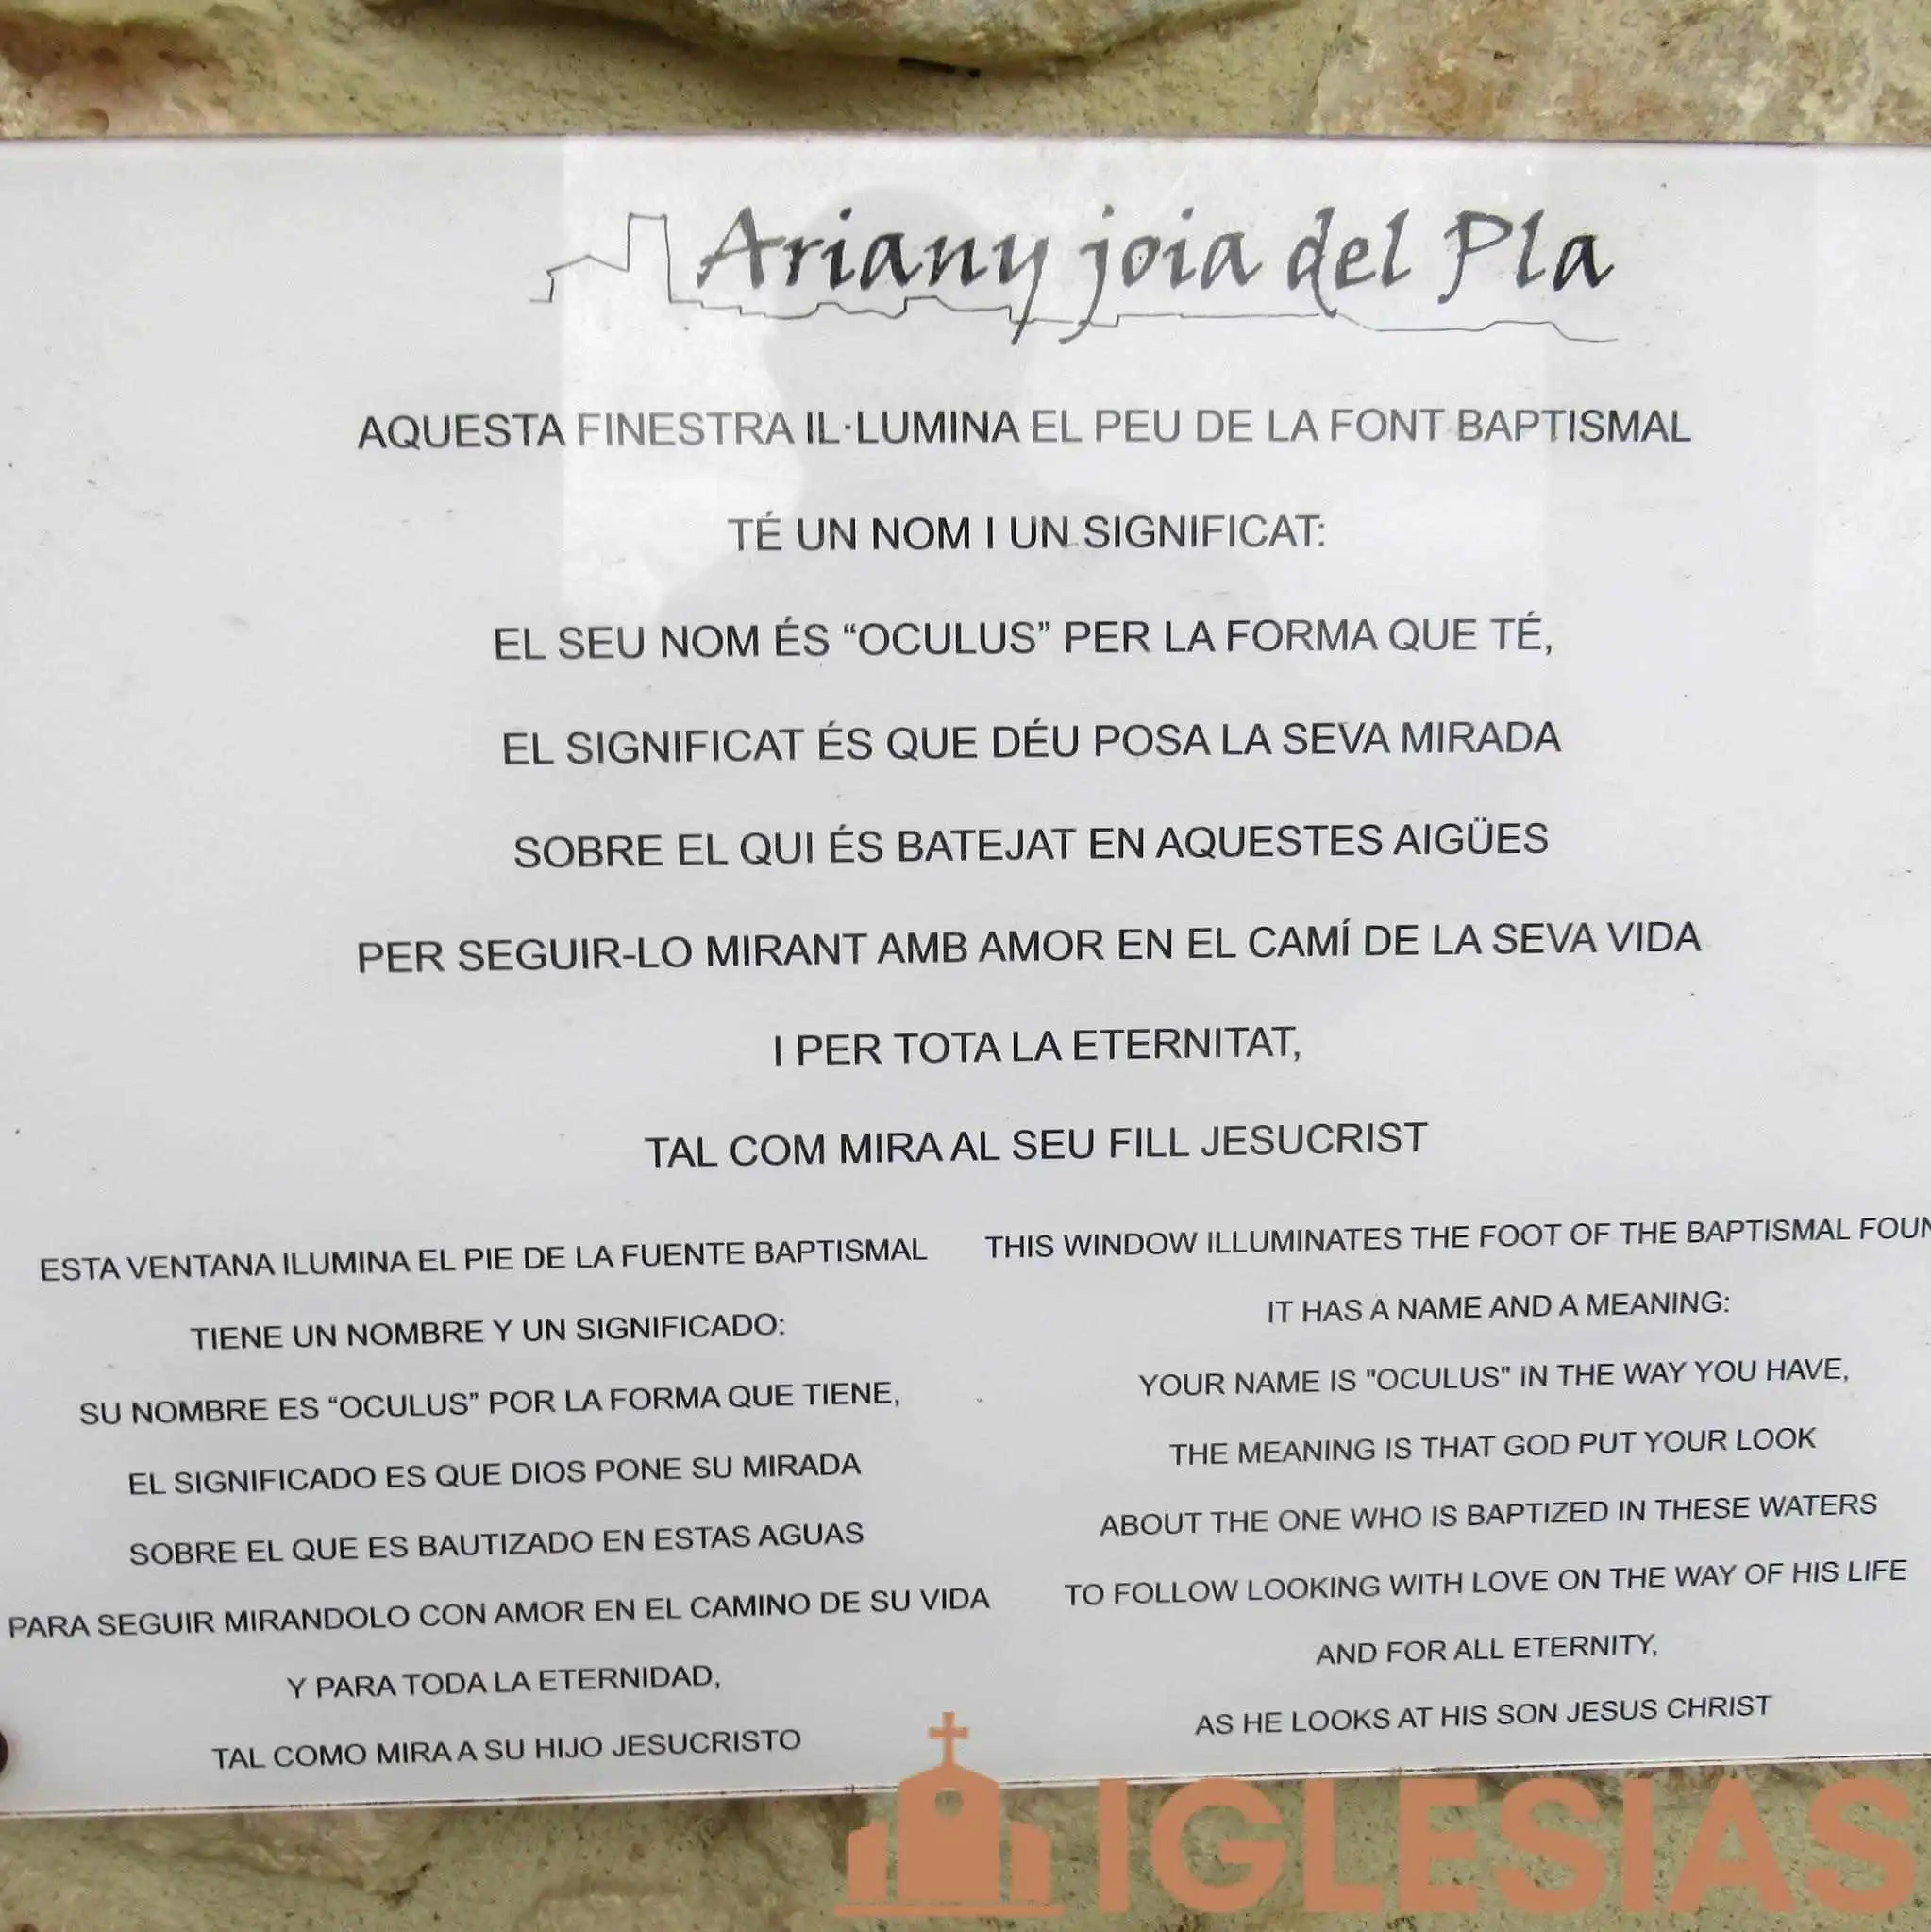 Ariany joia del Pla
AQUESTA FINESTRA IL·LUMINA EL PEU DE LA FONT BAPTISMAL
TÉ UN NOM I UN SIGNIFICAT:
EL SEU NOM ÉS “OCULUS” PER LA FORMA QUE TÉ,
EL SIGNIFICAT ÉS QUE DÉU POSA LA SEVA MIRADA
SOBRE EL QUI ÉS BATEJAT EN AQUESTES AIGÜES
PER SEGUIR-LO MIRANT AMB AMOR EN EL CAMÍ DE LA SEVA VIDA
I PER TOTA LA ETERNITAT,
TAL COM MIRA AL SEU FILL JESUCRIST
ESTA VENTANA ILUMINA EL PIE DE LA FUENTE BAPTISMAL
TIENE UN NOMBRE Y UN SIGNIFICADO:
SU NOMBRE ES “OCULUS” POR LA FORMA QUE TIENE,
EL SIGNIFICADO ES QUE DIOS PONE SU MIRADA
SOBRE EL QUE ES BAUTIZADO EN ESTAS AGUAS
PARA SEGUIR MIRANDOLO CON AMOR EN EL CAMINO DE SU VIDA
Y PARA TODA LA ETERNIDAD,
TAL COMO MIRA A SU HIJO JESUCRISTO
THIS WINDOW ILLUMINATES THE FOOT OF THE BAPTISMAL FOUN
IT HAS A NAME AND A MEANING:
YOUR NAME IS "OCULUS" IN THE WAY YOU HAVE,
THE MEANING IS THAT GOD PUT YOUR LOOK
ABOUT THE ONE WHO IS BAPTIZED IN THESE WATERS
TO FOLLOW LOOKING WITH LOVE ON THE WAY OF HIS LIFE
AND FOR ALL ETERNITY,
AS HE LOOKS AT HIS SON JESUS CHRIST
IGLESIAS